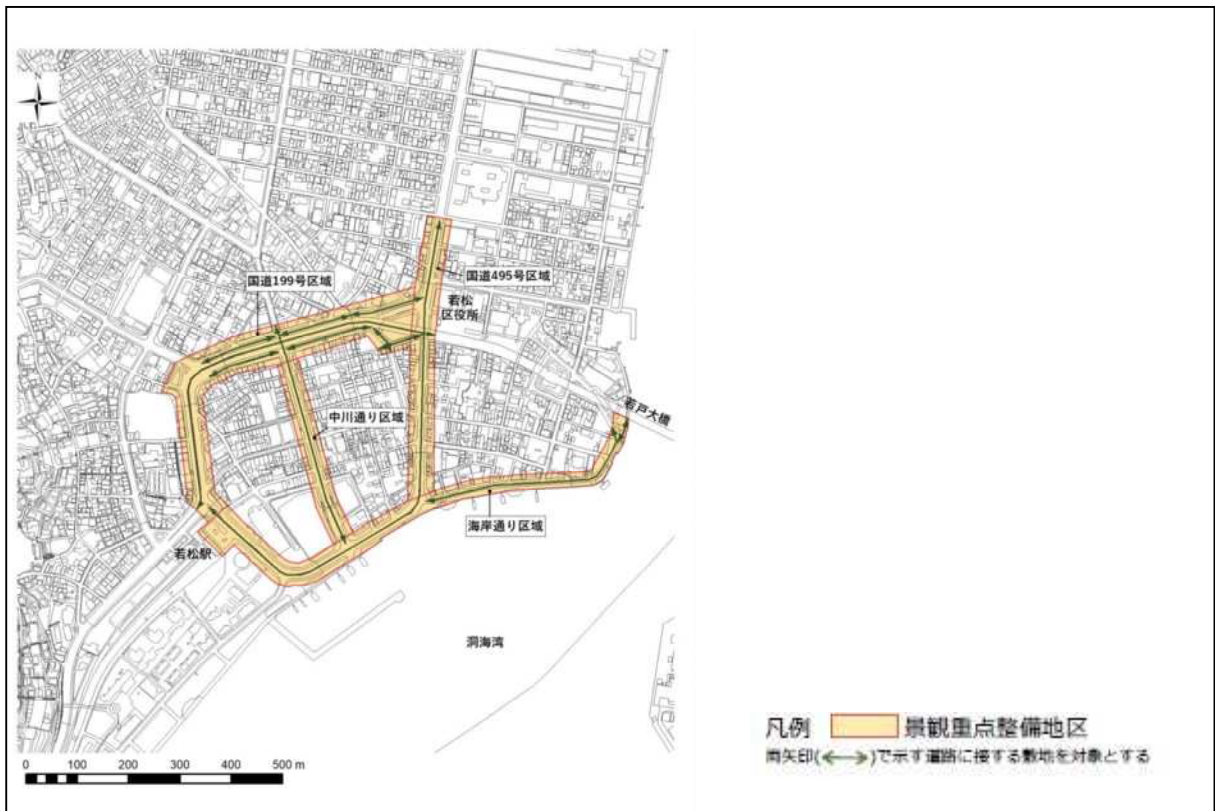 N
国道199号区域
国道495号区域
若松
区役所
中川通り区域
若戸大橋
海岸通り区域
若松駅
洞海湾
凡例 景観重点整備地区
両矢印(⟷)で示す道路に接する敷地を対象とする
0 100 200 300 400 500 m